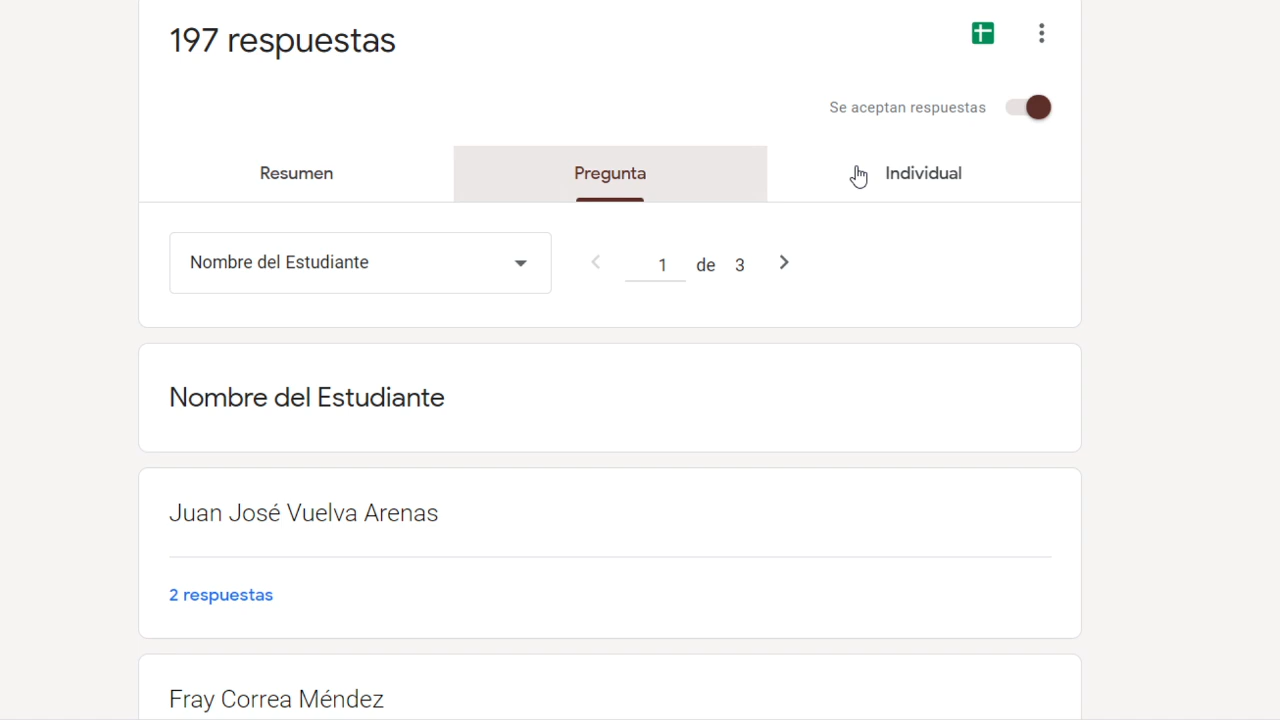 197 respuestas
Se aceptan respuestas
Resumen Pregunta Individual
Nombre del Estudiante 1 de 3
Nombre del Estudiante
Juan José Vuelva Arenas
2 respuestas
Fray Correa Méndez